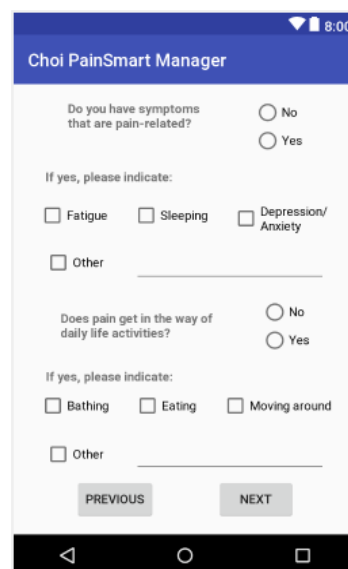 8:00
Choi PainSmart Manager
Do you have symptoms
that are pain-related?
No
Yes
If yes, please indicate:
Fatigue
Sleeping
Depression/
Anxiety
Other
Does pain get in the way of
daily life activities?
No
Yes
If yes, please indicate:
Bathing
Eating
Moving around
Other
PREVIOUS
NEXT